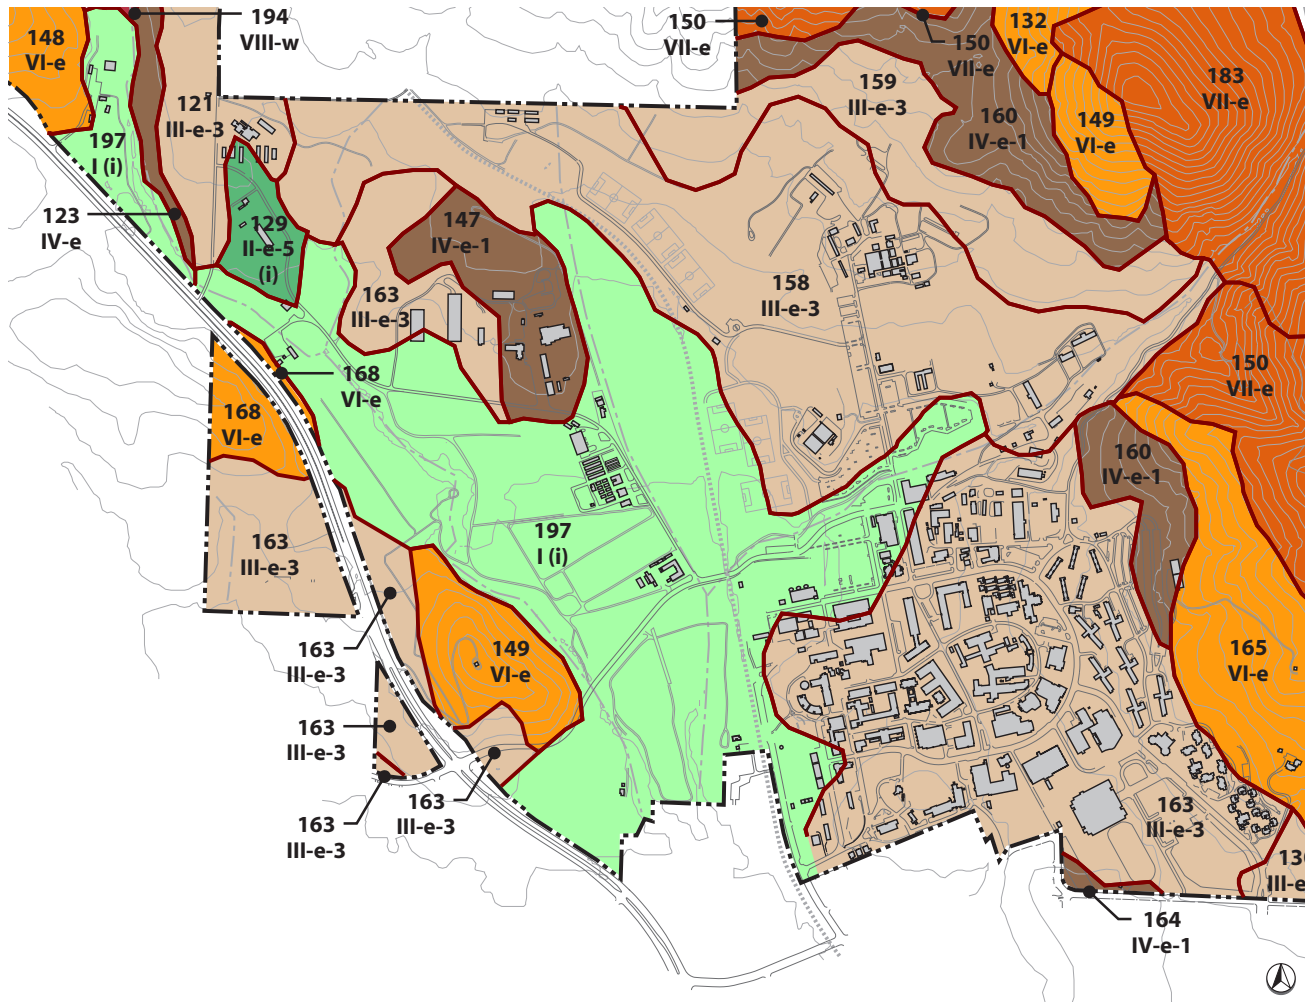 194
VIII-w
148
VI-e
150
VII-e
150
VII-e
132
VI-e
183
VII-e
121
III-e-3
159
III-e-3
160
IV-e-1
149
VI-e
197
I (i)
123
IV-e
129
II-e-5
(i)
147
IV-e-1
163
III-e-3
158
III-e-3
168
VI-e
150
VII-e
168
VI-e
160
IV-e-1
163
III-e-3
197
I (i)
163
III-e-3
149
VI-e
165
VI-e
163
III-e-3
163
III-e-3
163
III-e-3
163
III-e-3
164
IV-e-1